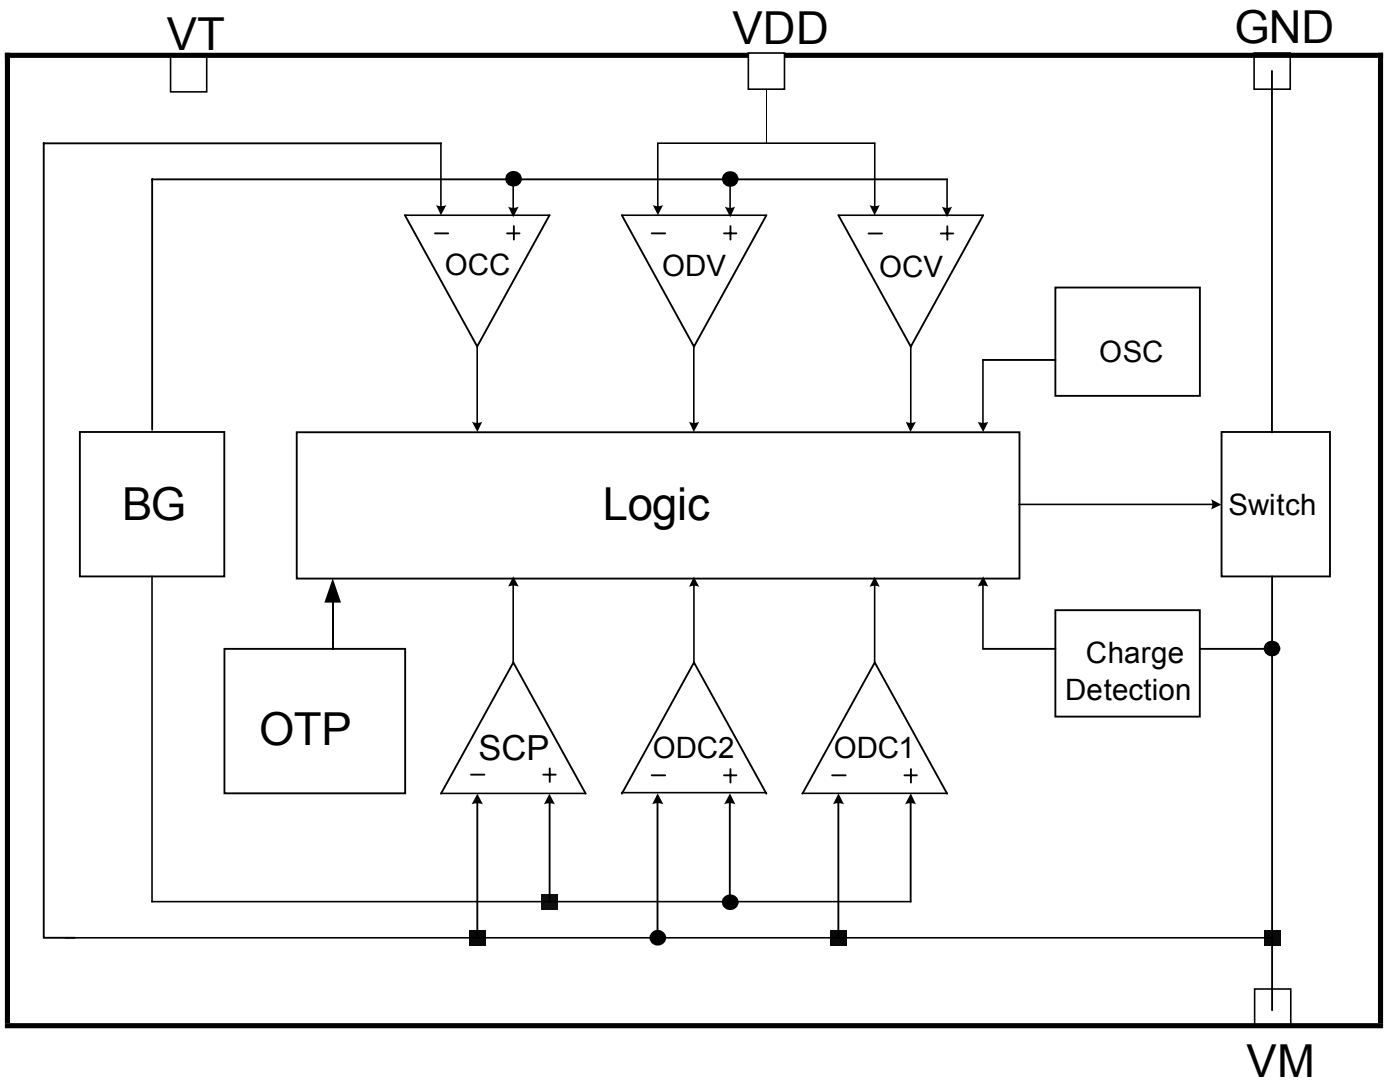 VT
VDD
GND
− +
OCC
− +
ODV
− +
OCV
OSC
BG
Logic
Switch
Charge
Detection
OTP
SCP
− +
ODC2
− +
ODC1
− +
VM